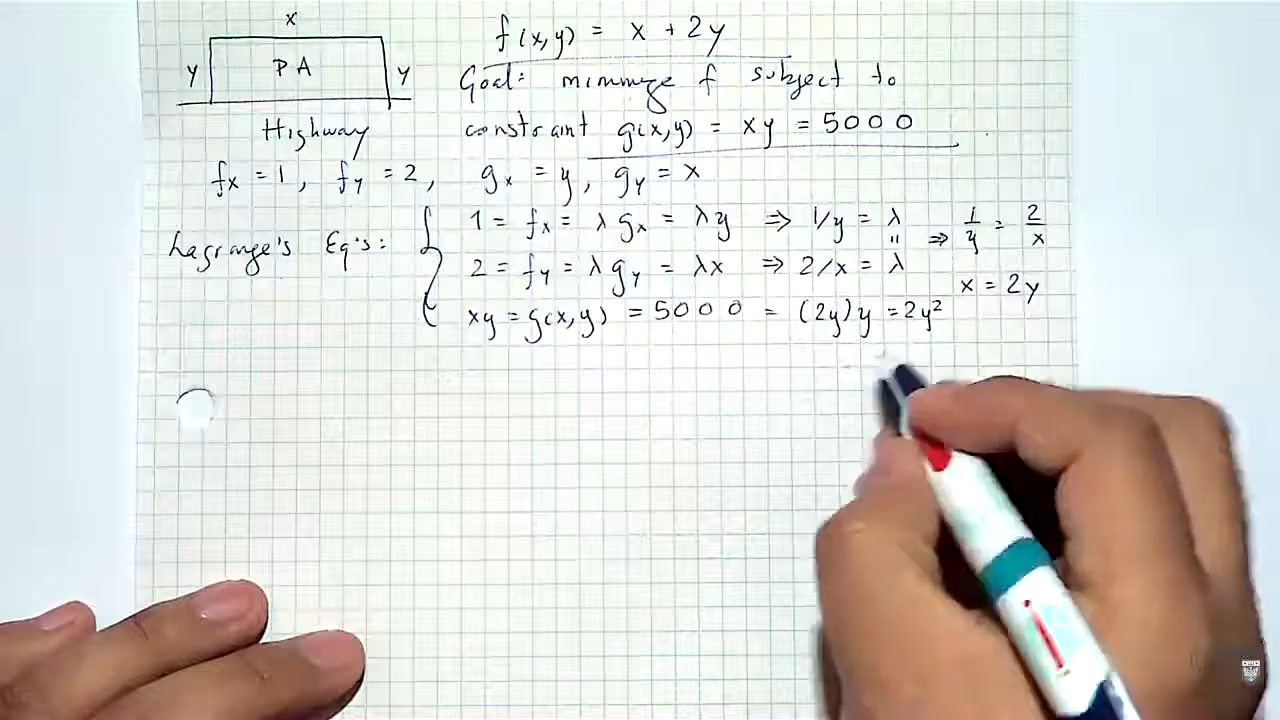 x
f(x,y) = x + 2y
y PA y
Goal: minimize f subject to
Highway
constraint g(x,y) = xy = 5000
fx = 1, fy = 2, gx = y, gy = x
Lagrange's Eq's:
1 = fx = λ gx = λy ⇒ 1/y = λ
2 = fy = λ gy = λx ⇒ 2/x = λ
" ⇒ 1/y = 2/x
x = 2y
xy = g(x,y) = 5000 = (2y)y = 2y²